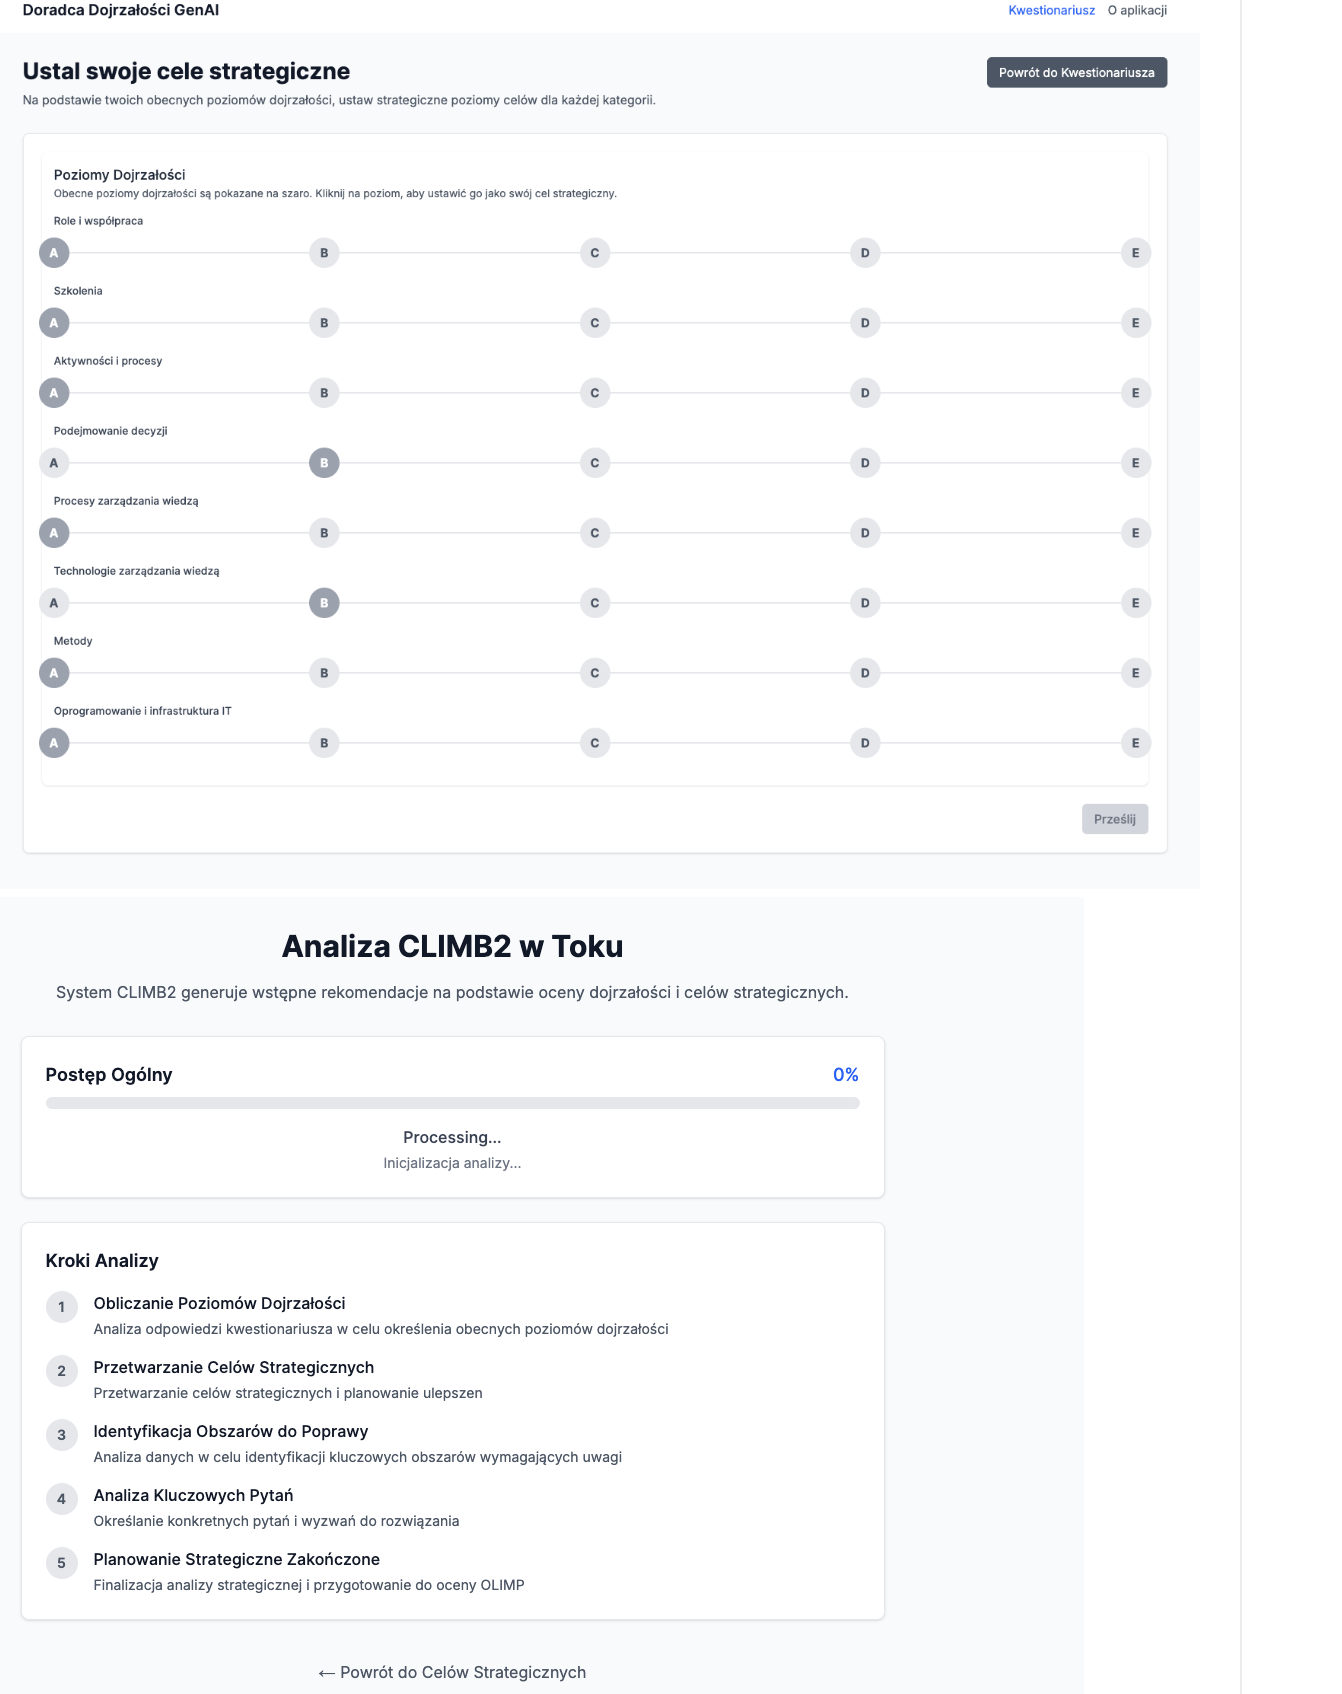 Doradca Dojrzałości GenAI
Kwestionariusz O aplikacji
Ustal swoje cele strategiczne
Powrót do Kwestionariusza
Na podstawie twoich obecnych poziomów dojrzałości, ustaw strategiczne poziomy celów dla każdej kategorii.
Poziomy Dojrzałości
Obecne poziomy dojrzałości są pokazane na szaro. Kliknij na poziom, aby ustawić go jako swój cel strategiczny.
Role i współpraca
A B C D E
Szkolenia
A B C D E
Aktywności i procesy
A B C D E
Podejmowanie decyzji
A B C D E
Procesy zarządzania wiedzą
A B C D E
Technologie zarządzania wiedzą
A B C D E
Metody
A B C D E
Oprogramowanie i infrastruktura IT
A B C D E
Prześlij
Analiza CLIMB2 w Toku
System CLIMB2 generuje wstępne rekomendacje na podstawie oceny dojrzałości i celów strategicznych.
Postęp Ogólny 0%
Processing...
Inicjalizacja analizy...
Kroki Analizy
1 Obliczanie Poziomów Dojrzałości
Analiza odpowiedzi kwestionariusza w celu określenia obecnych poziomów dojrzałości
2 Przetwarzanie Celów Strategicznych
Przetwarzanie celów strategicznych i planowanie ulepszen
3 Identyfikacja Obszarów do Poprawy
Analiza danych w celu identyfikacji kluczowych obszarów wymagających uwagi
4 Analiza Kluczowych Pytań
Określanie konkretnych pytań i wyzwań do rozwiązania
5 Planowanie Strategiczne Zakończone
Finalizacja analizy strategicznej i przygotowanie do oceny OLIMP
← Powrót do Celów Strategicznych